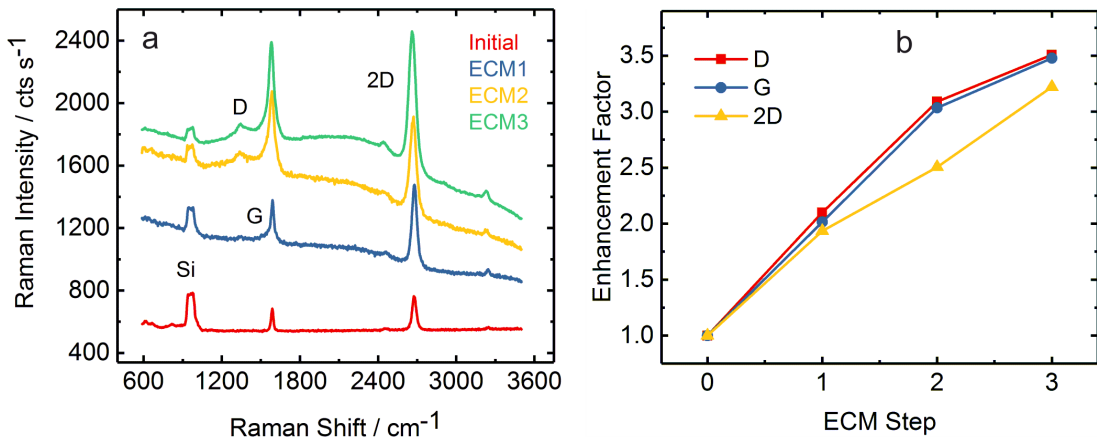 a
Initial
ECM1
ECM2
ECM3
D
2D
G
Si
2400
2000
1600
1200
800
400
600 1200 1800 2400 3000 3600
Raman Intensity / cts s-1
Raman Shift / cm-1
b
D
G
2D
3.5
3.0
2.5
2.0
1.5
1.0
0 1 2 3
Enhancement Factor
ECM Step